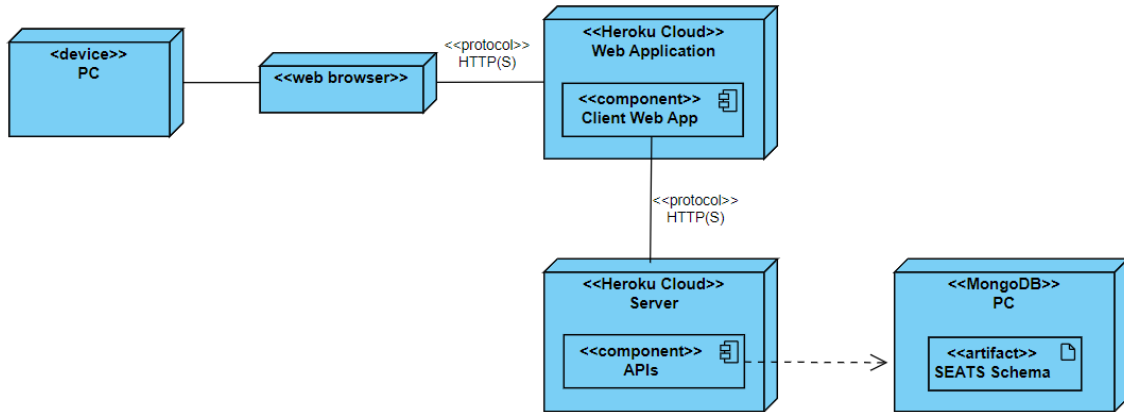 <device>>
PC
<<web browser>>
<<protocol>>
HTTP(S)
<<Heroku Cloud>>
Web Application
<<component>>
Client Web App
<<protocol>>
HTTP(S)
<<Heroku Cloud>>
Server
<<component>>
APIs
<<MongoDB>>
PC
<<artifact>>
SEATS Schema